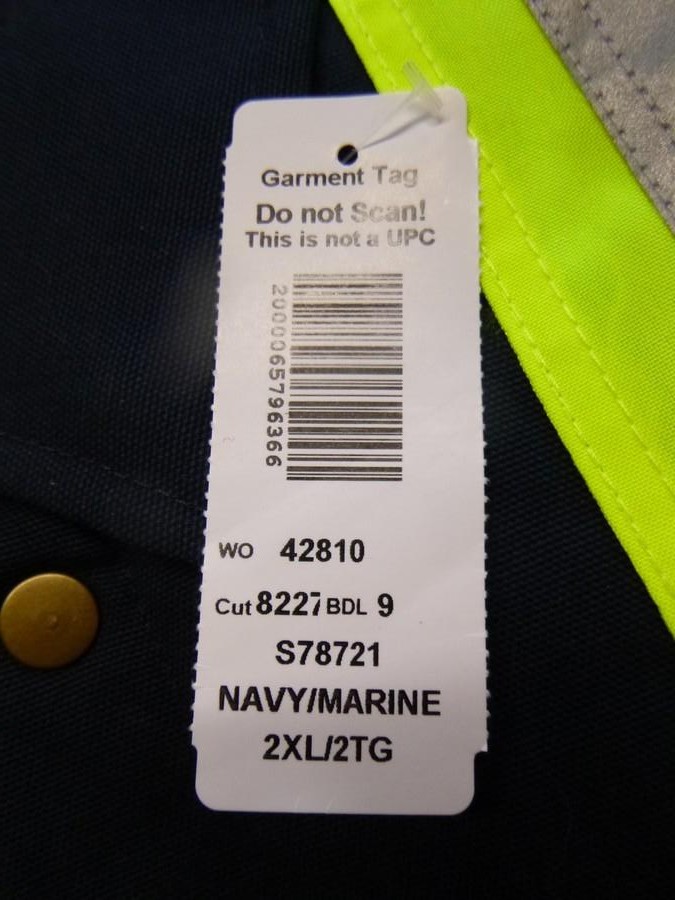 Garment Tag
Do not Scan!
This is not a UPC
2000065796366
WO 42810
Cut 8227 BDL 9
S78721
NAVY/MARINE
2XL/2TG